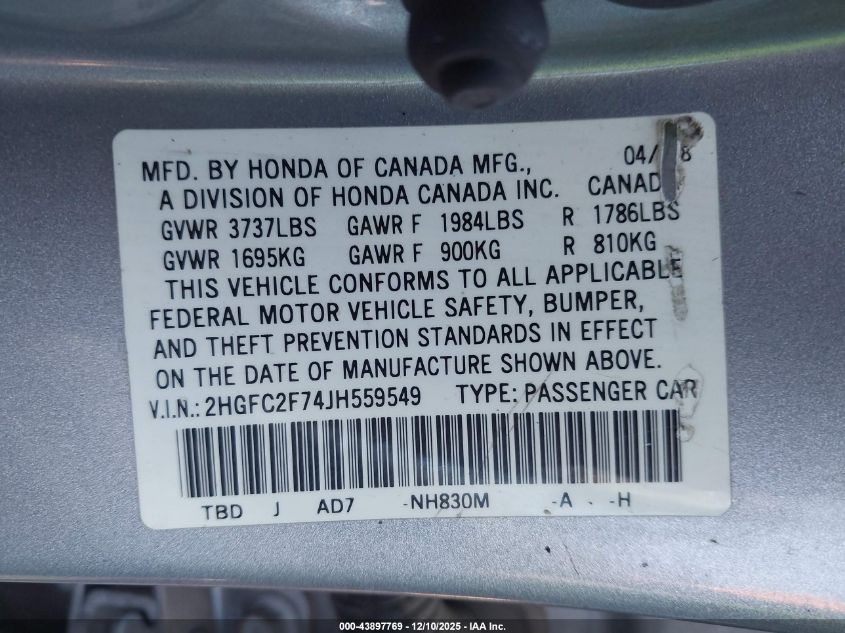 MFD. BY HONDA OF CANADA MFG.,
A DIVISION OF HONDA CANADA INC. CANAD
GVWR 3737LBS GAWR F 1984LBS R 1786LBS
GVWR 1695KG GAWR F 900KG R 810KG
THIS VEHICLE CONFORMS TO ALL APPLICABLE
FEDERAL MOTOR VEHICLE SAFETY, BUMPER,
AND THEFT PREVENTION STANDARDS IN EFFECT
ON THE DATE OF MANUFACTURE SHOWN ABOVE.
V.I.N.: 2HGFC2F74JH559549 TYPE: PASSENGER CAR
TBD J AD7 -NH830M -A -H
000-43897769 - 12/10/2025 - IAA Inc.